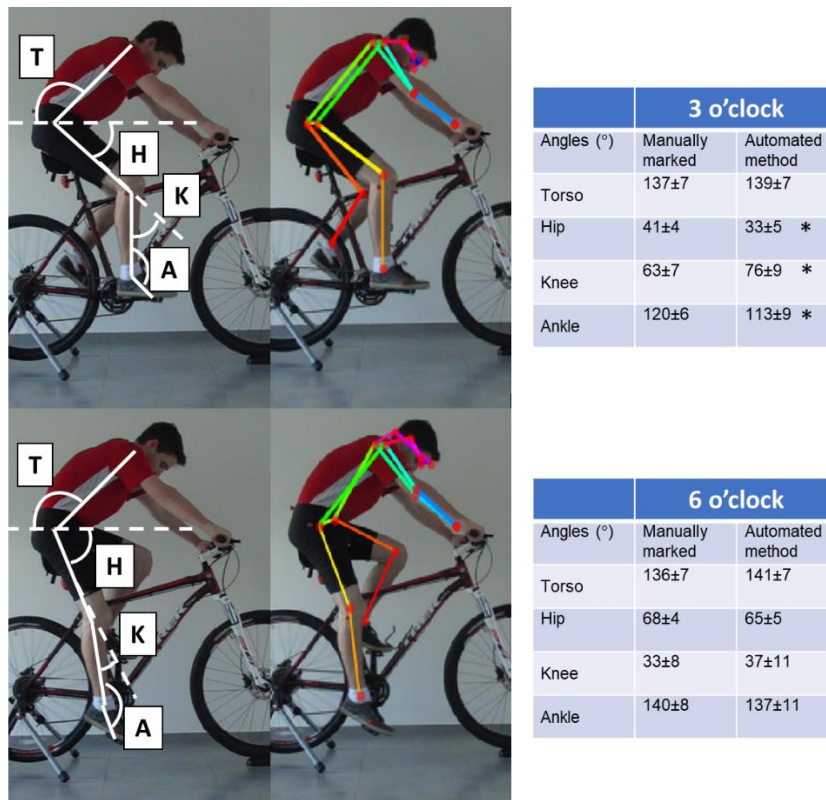 T
H
K
A
TREK
3 o’clock
Angles (°) Manually marked Automated method
Torso 137±7 139±7
Hip 41±4 33±5 *
Knee 63±7 76±9 *
Ankle 120±6 113±9 *
T
H
K
A
6 o’clock
Angles (°) Manually marked Automated method
Torso 136±7 141±7
Hip 68±4 65±5
Knee 33±8 37±11
Ankle 140±8 137±11